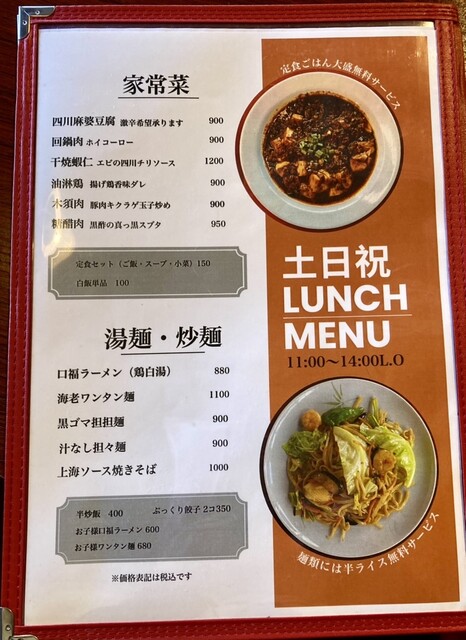 家常菜
四川麻婆豆腐 激辛希望承ります 900
回鍋肉 ホイコーロー 900
干焼蝦仁 エビの四川チリソース 1200
油淋鶏 揚げ鶏香味ダレ 900
木須肉 豚肉キクラゲ玉子炒め 900
糖醋肉 黒酢の真っ黒スブタ 950
定食セット（ご飯・スープ・小菜）150
白飯単品 100
湯麺・炒麺
口福ラーメン（鶏白湯） 880
海老ワンタン麺 1100
黒ゴマ担担麺 900
汁なし担々麺 900
上海ソース焼きそば 1000
半炒飯 400 ぷっくり餃子 2コ350
お子様口福ラーメン 600
お子様ワンタン麺 680
※価格表記は税込です
定食ごはん大盛無料サービス
土日祝
LUNCH
MENU
11:00〜14:00L.O
麺類には半ライス無料サービス